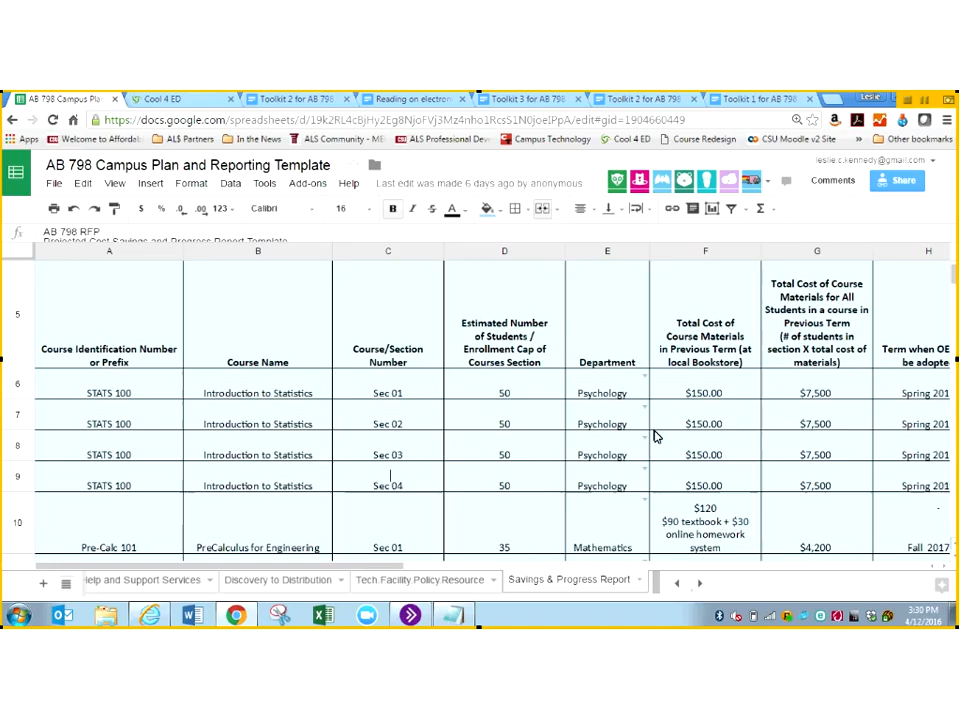 AB 798 Campus Pla
Cool 4 ED
Toolkit 2 for AB 798
Reading on electron
Toolkit 3 for AB 798
Toolkit 2 for AB 798
Toolkit 1 for AB 798
Leslie
https://docs.google.com/spreadsheets/d/19k2RL4cBjHy2Eg8NjoFVj3Mz4nho1RcsS1N0JoeIPpA/edit#gid=1904660449
Apps
Welcome to Affordab
ALS Partners
In the News
ALS Community - ME
ALS Professional Dev
Campus Technology
Cool 4 ED
Course Redesign
CSU Moodle v2 Site
»
Other bookmarks
AB 798 Campus Plan and Reporting Template
leslie.c.kennedy@gmail.com
File Edit View Insert Format Data Tools Add-ons Help
Last edit was made 6 days ago by anonymous
Comments
Share
$ % .0 .00 123 Calibri 16 B I S A Σ
fx AB 798 RFP
Projected Cost Savings and Progress Report Template
A B C D E F G H
5
Course Identification Number
or Prefix
Course Name
Course/Section
Number
Estimated Number
of Students /
Enrollment Cap of
Courses Section
Department
Total Cost of
Course Materials
in Previous Term (at
local Bookstore)
Total Cost of Course
Materials for All
Students in a course in
Previous Term
(# of students in
section X total cost of
materials)
Term when OE
be adopte
6 STATS 100 Introduction to Statistics Sec 01 50 Psychology $150.00 $7,500 Spring 201
7 STATS 100 Introduction to Statistics Sec 02 50 Psychology $150.00 $7,500 Spring 201
8 STATS 100 Introduction to Statistics Sec 03 50 Psychology $150.00 $7,500 Spring 201
9 STATS 100 Introduction to Statistics Sec 04 50 Psychology $150.00 $7,500 Spring 201
10 Pre-Calc 101 PreCalculus for Engineering Sec 01 35 Mathematics
$120
$90 textbook + $30
online homework
system
$4,200 Fall 2017
Help and Support Services
Discovery to Distribution
Tech.Facility.Policy.Resource
Savings & Progress Report
3:30 PM
4/12/2016